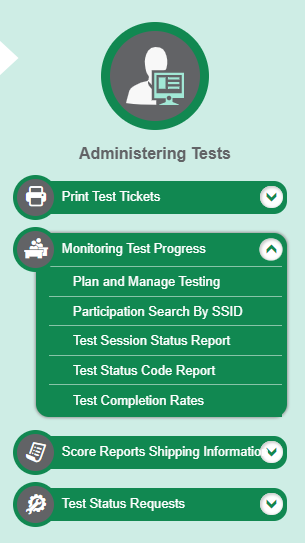 Administering Tests
Print Test Tickets
Monitoring Test Progress
Plan and Manage Testing
Participation Search By SSID
Test Session Status Report
Test Status Code Report
Test Completion Rates
Score Reports Shipping Informatio
Test Status Requests